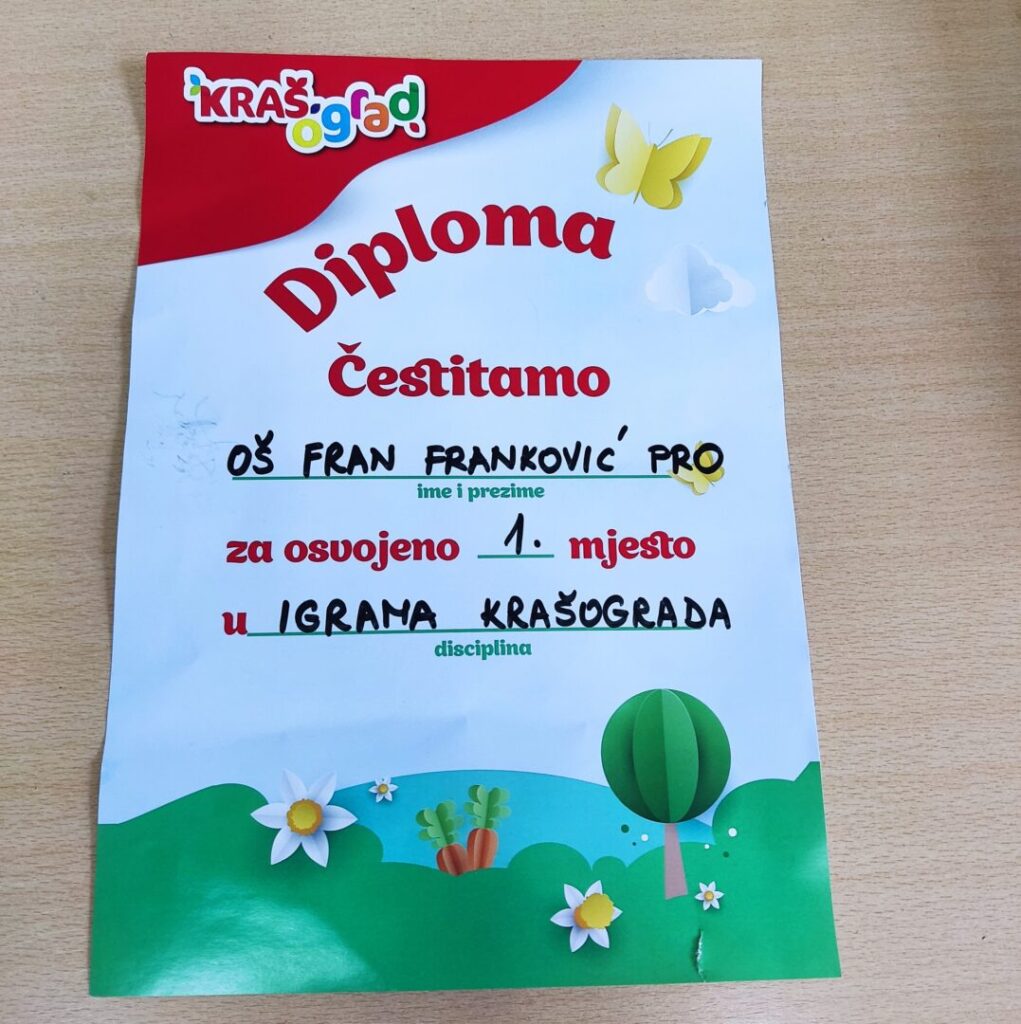 KRAŠ
ograd
Diploma
Čestitamo
OŠ FRAN FRANKOVIĆ PRO
ime i prezime
za osvojeno 1. mjesto
u IGRAMA KRAŠOGRADA
disciplina